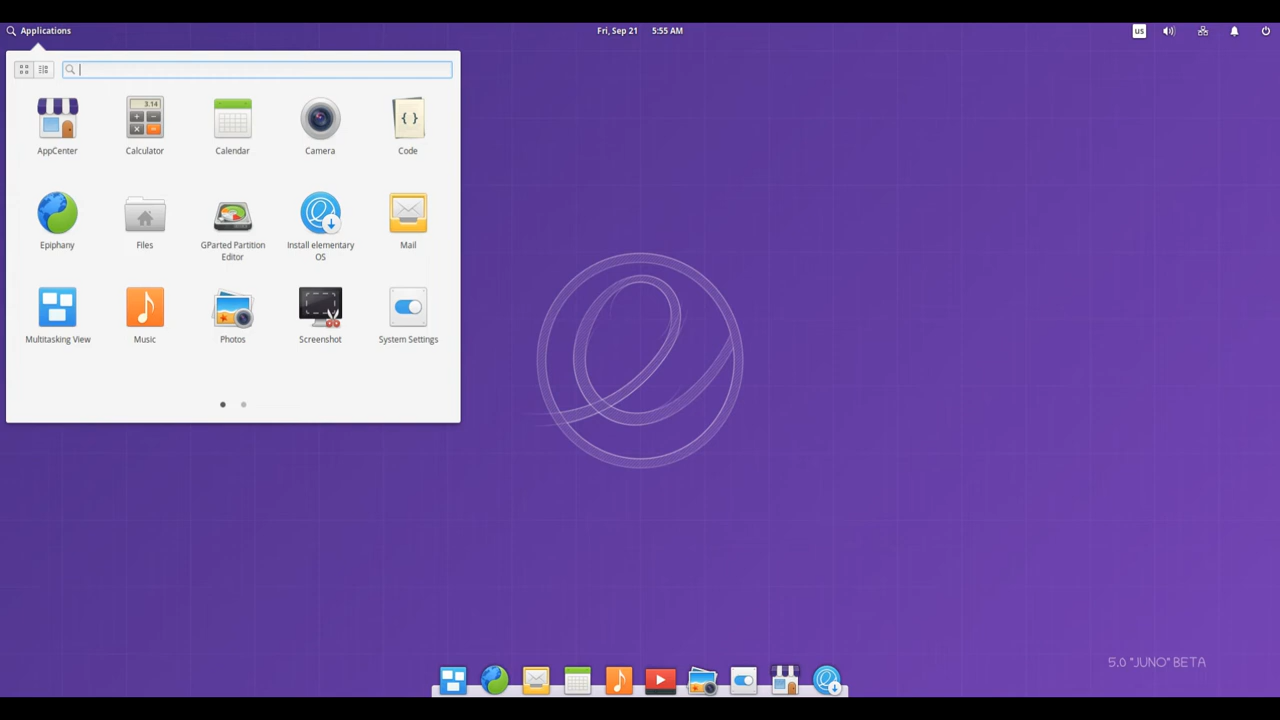 Applications
Fri, Sep 21 5:55 AM
us
3.14
AppCenter
Calculator
Calendar
Camera
Code
Epiphany
Files
GParted Partition
Editor
Install elementary
OS
Mail
Multitasking View
Music
Photos
Screenshot
System Settings
5.0 "JUNO" BETA